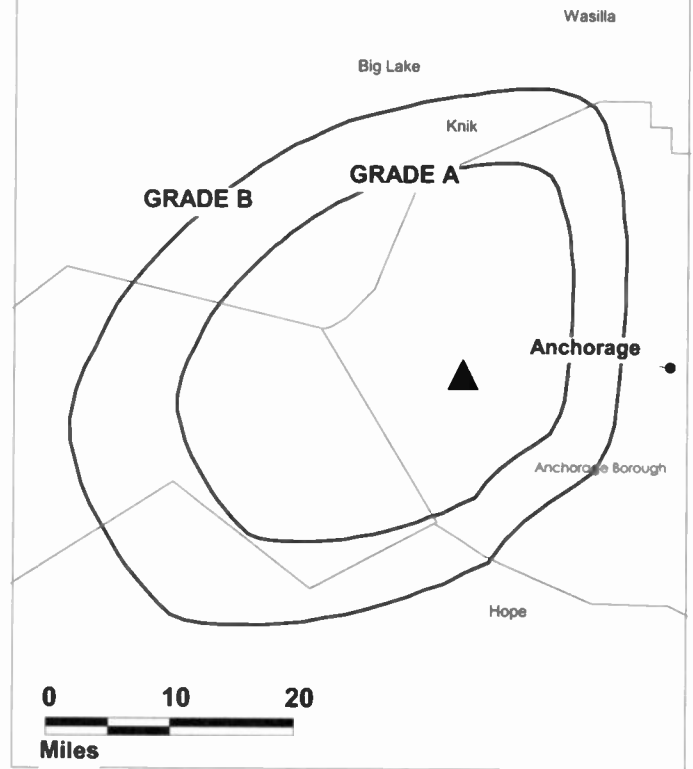 Wasilla
Big Lake
Knik
GRADE A
GRADE B
Anchorage
Anchorage Borough
Hope
0 10 20
Miles